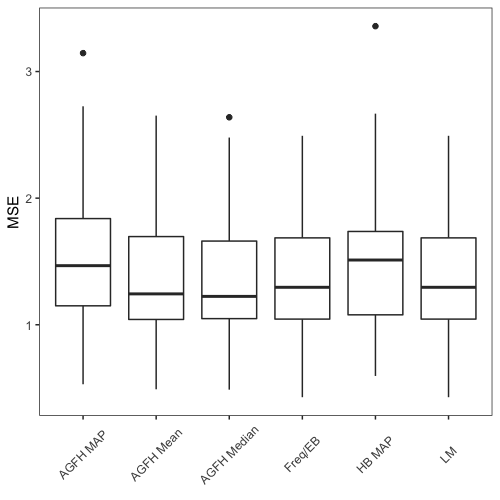 MSE
3
2
1
AGFH MAP
AGFH Mean
AGFH Median
Freq/EB
HB MAP
LM